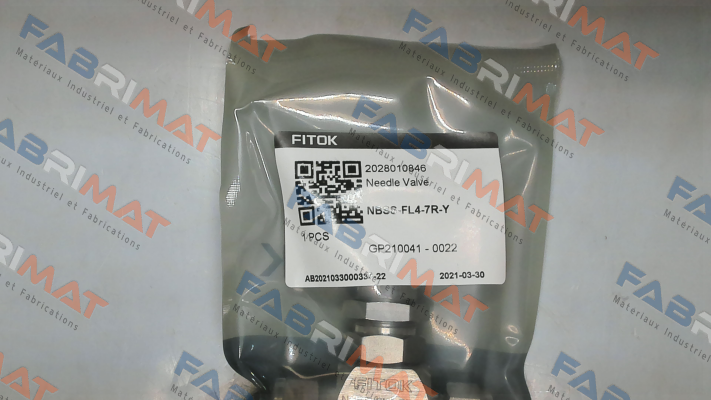 FITOK
2028010846
Needle Valve
NBSS-FL4-7R-Y
1 PCS
GP210041 - 0022
2021-03-30
FITOK
FABRIMAT
Matériaux Industriel et Fabrications